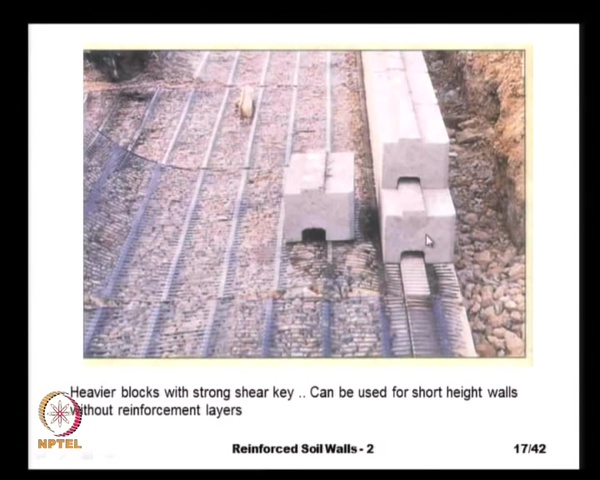 Heavier blocks with strong shear key .. Can be used for short height walls
without reinforcement layers
NPTEL
Reinforced Soil Walls - 2
17/42